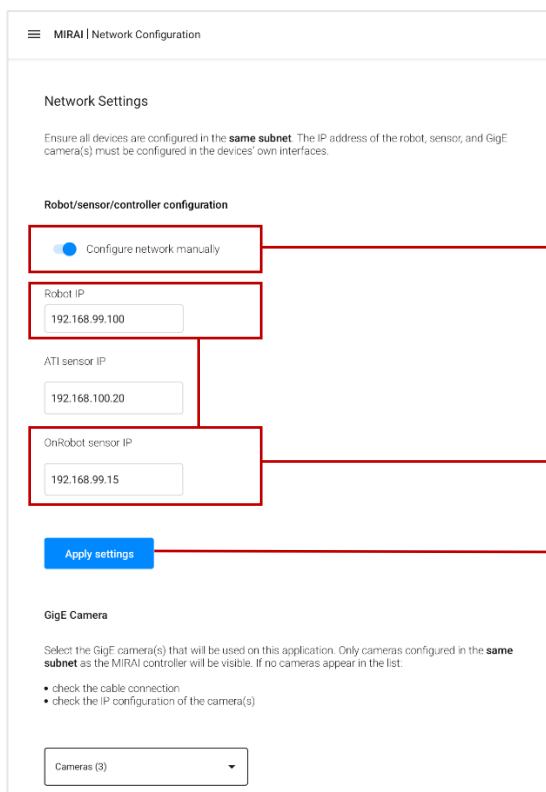 MIRAI | Network Configuration
Network Settings
Ensure all devices are configured in the same subnet. The IP address of the robot, sensor, and GigE
camera(s) must be configured in the devices' own interfaces.
Robot/sensor/controller configuration
Configure network manually
Robot IP
192.168.99.100
ATI sensor IP
192.168.100.20
OnRobot sensor IP
192.168.99.15
Apply settings
GigE Camera
Select the GigE camera(s) that will be used on this application. Only cameras configured in the same
subnet as the MIRAI controller will be visible. If no cameras appear in the list:
• check the cable connection
• check the IP configuration of the camera(s)
Cameras (3)